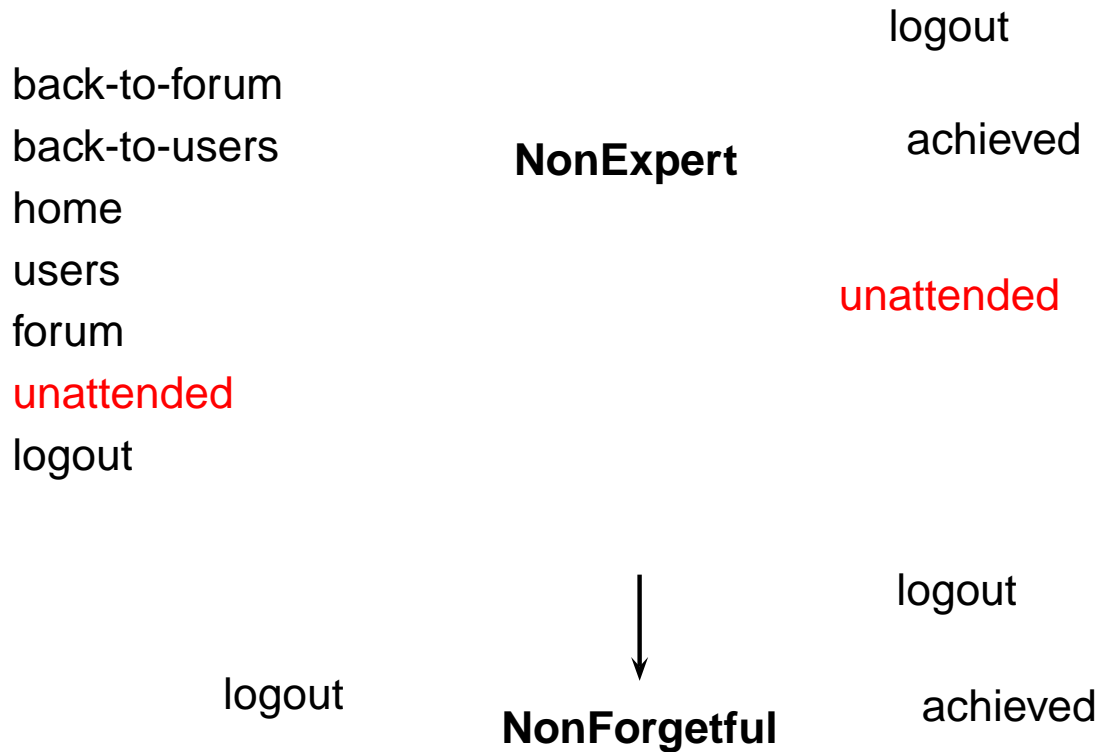 logout
back-to-forum
back-to-users
NonExpert
achieved
home
users
unattended
forum
unattended
logout
logout
logout
NonForgetful
achieved